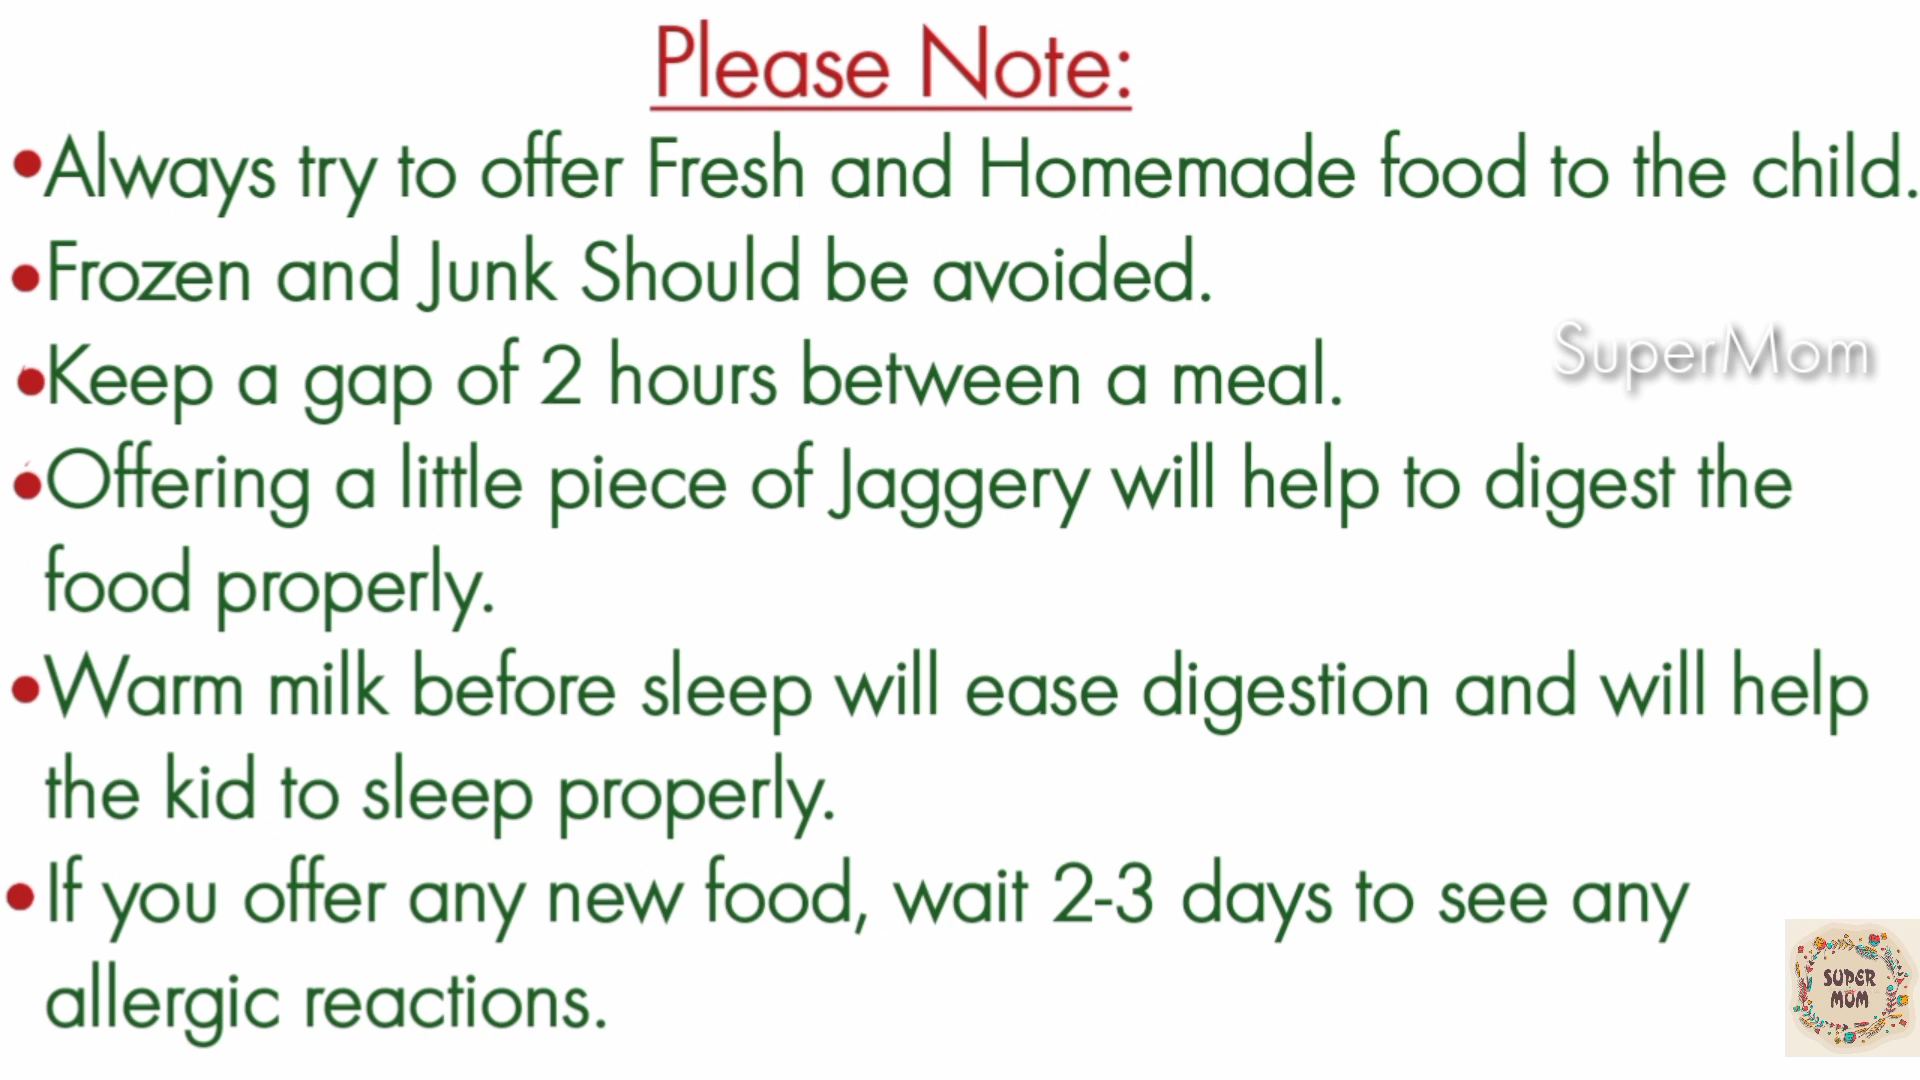 Please Note:
•Always try to offer Fresh and Homemade food to the child.
•Frozen and Junk Should be avoided.
•Keep a gap of 2 hours between a meal.
SuperMom
•Offering a little piece of Jaggery will help to digest the
food properly.
•Warm milk before sleep will ease digestion and will help
the kid to sleep properly.
•If you offer any new food, wait 2-3 days to see any
allergic reactions.
SUPER
MOM